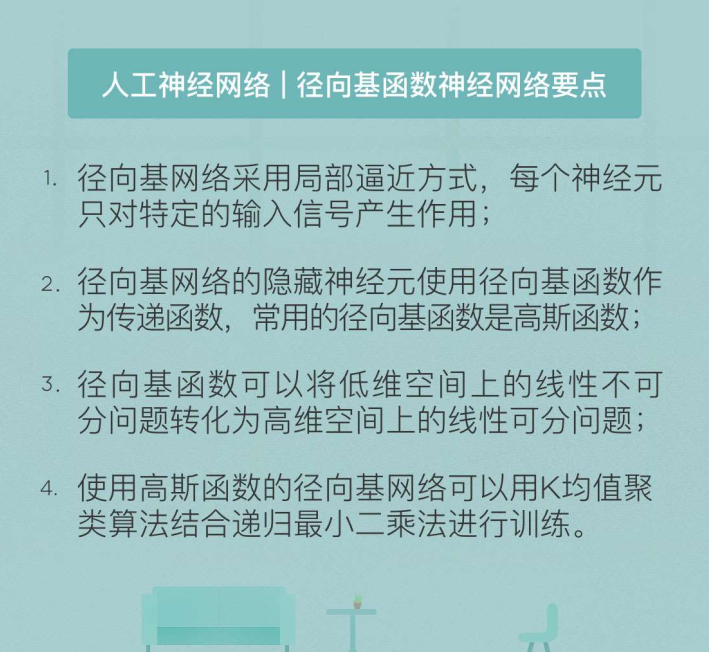 人工神经网络 | 径向基函数神经网络要点
1. 径向基网络采用局部逼近方式，每个神经元
只对特定的输入信号产生作用；
2. 径向基网络的隐藏神经元使用径向基函数作
为传递函数，常用的径向基函数是高斯函数；
3. 径向基函数可以将低维空间上的线性不可
分问题转化为高维空间上的线性可分问题；
4. 使用高斯函数的径向基网络可以用K均值聚
类算法结合递归最小二乘法进行训练。